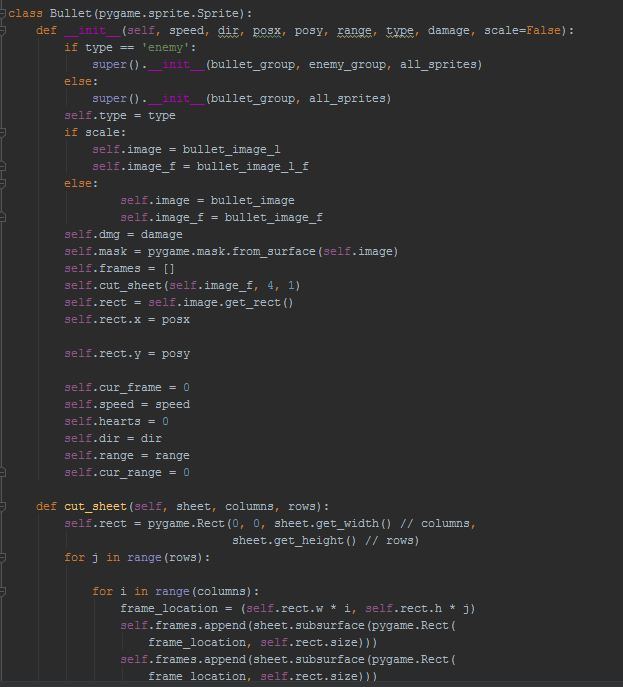 class Bullet(pygame.sprite.Sprite):
    def __init__(self, speed, dir, posx, posy, range, type, damage, scale=False):
        if type == 'enemy':
            super().__init__(bullet_group, enemy_group, all_sprites)
        else:
            super().__init__(bullet_group, all_sprites)
        self.type = type
        if scale:
            self.image = bullet_image_l
            self.image_f = bullet_image_l_f
        else:
                self.image = bullet_image
                self.image_f = bullet_image_f
        self.dmg = damage
        self.mask = pygame.mask.from_surface(self.image)
        self.frames = []
        self.cut_sheet(self.image_f, 4, 1)
        self.rect = self.image.get_rect()
        self.rect.x = posx

        self.rect.y = posy

        self.cur_frame = 0
        self.speed = speed
        self.hearts = 0
        self.dir = dir
        self.range = range
        self.cur_range = 0

    def cut_sheet(self, sheet, columns, rows):
        self.rect = pygame.Rect(0, 0, sheet.get_width() // columns,
                                sheet.get_height() // rows)
        for j in range(rows):

            for i in range(columns):
                frame_location = (self.rect.w * i, self.rect.h * j)
                self.frames.append(sheet.subsurface(pygame.Rect(
                    frame_location, self.rect.size)))
                self.frames.append(sheet.subsurface(pygame.Rect(
                    frame_location, self.rect.size)))